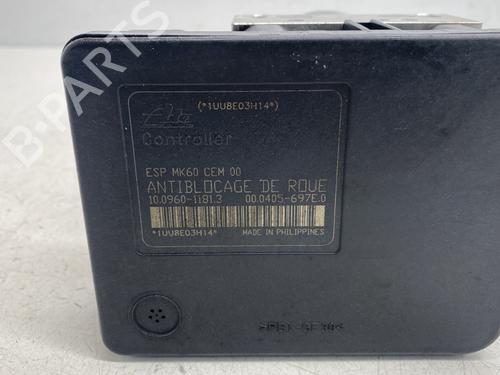 (*1UU8E03H14*)
Ate
Controller
ESP MK60 CEM 00
ANTIBLOCAGE DE ROUE
10.0960-1181.3 00.0405-697E.0
*1UU8E03H14* MADE IN PHILIPPINES
B-PARTS